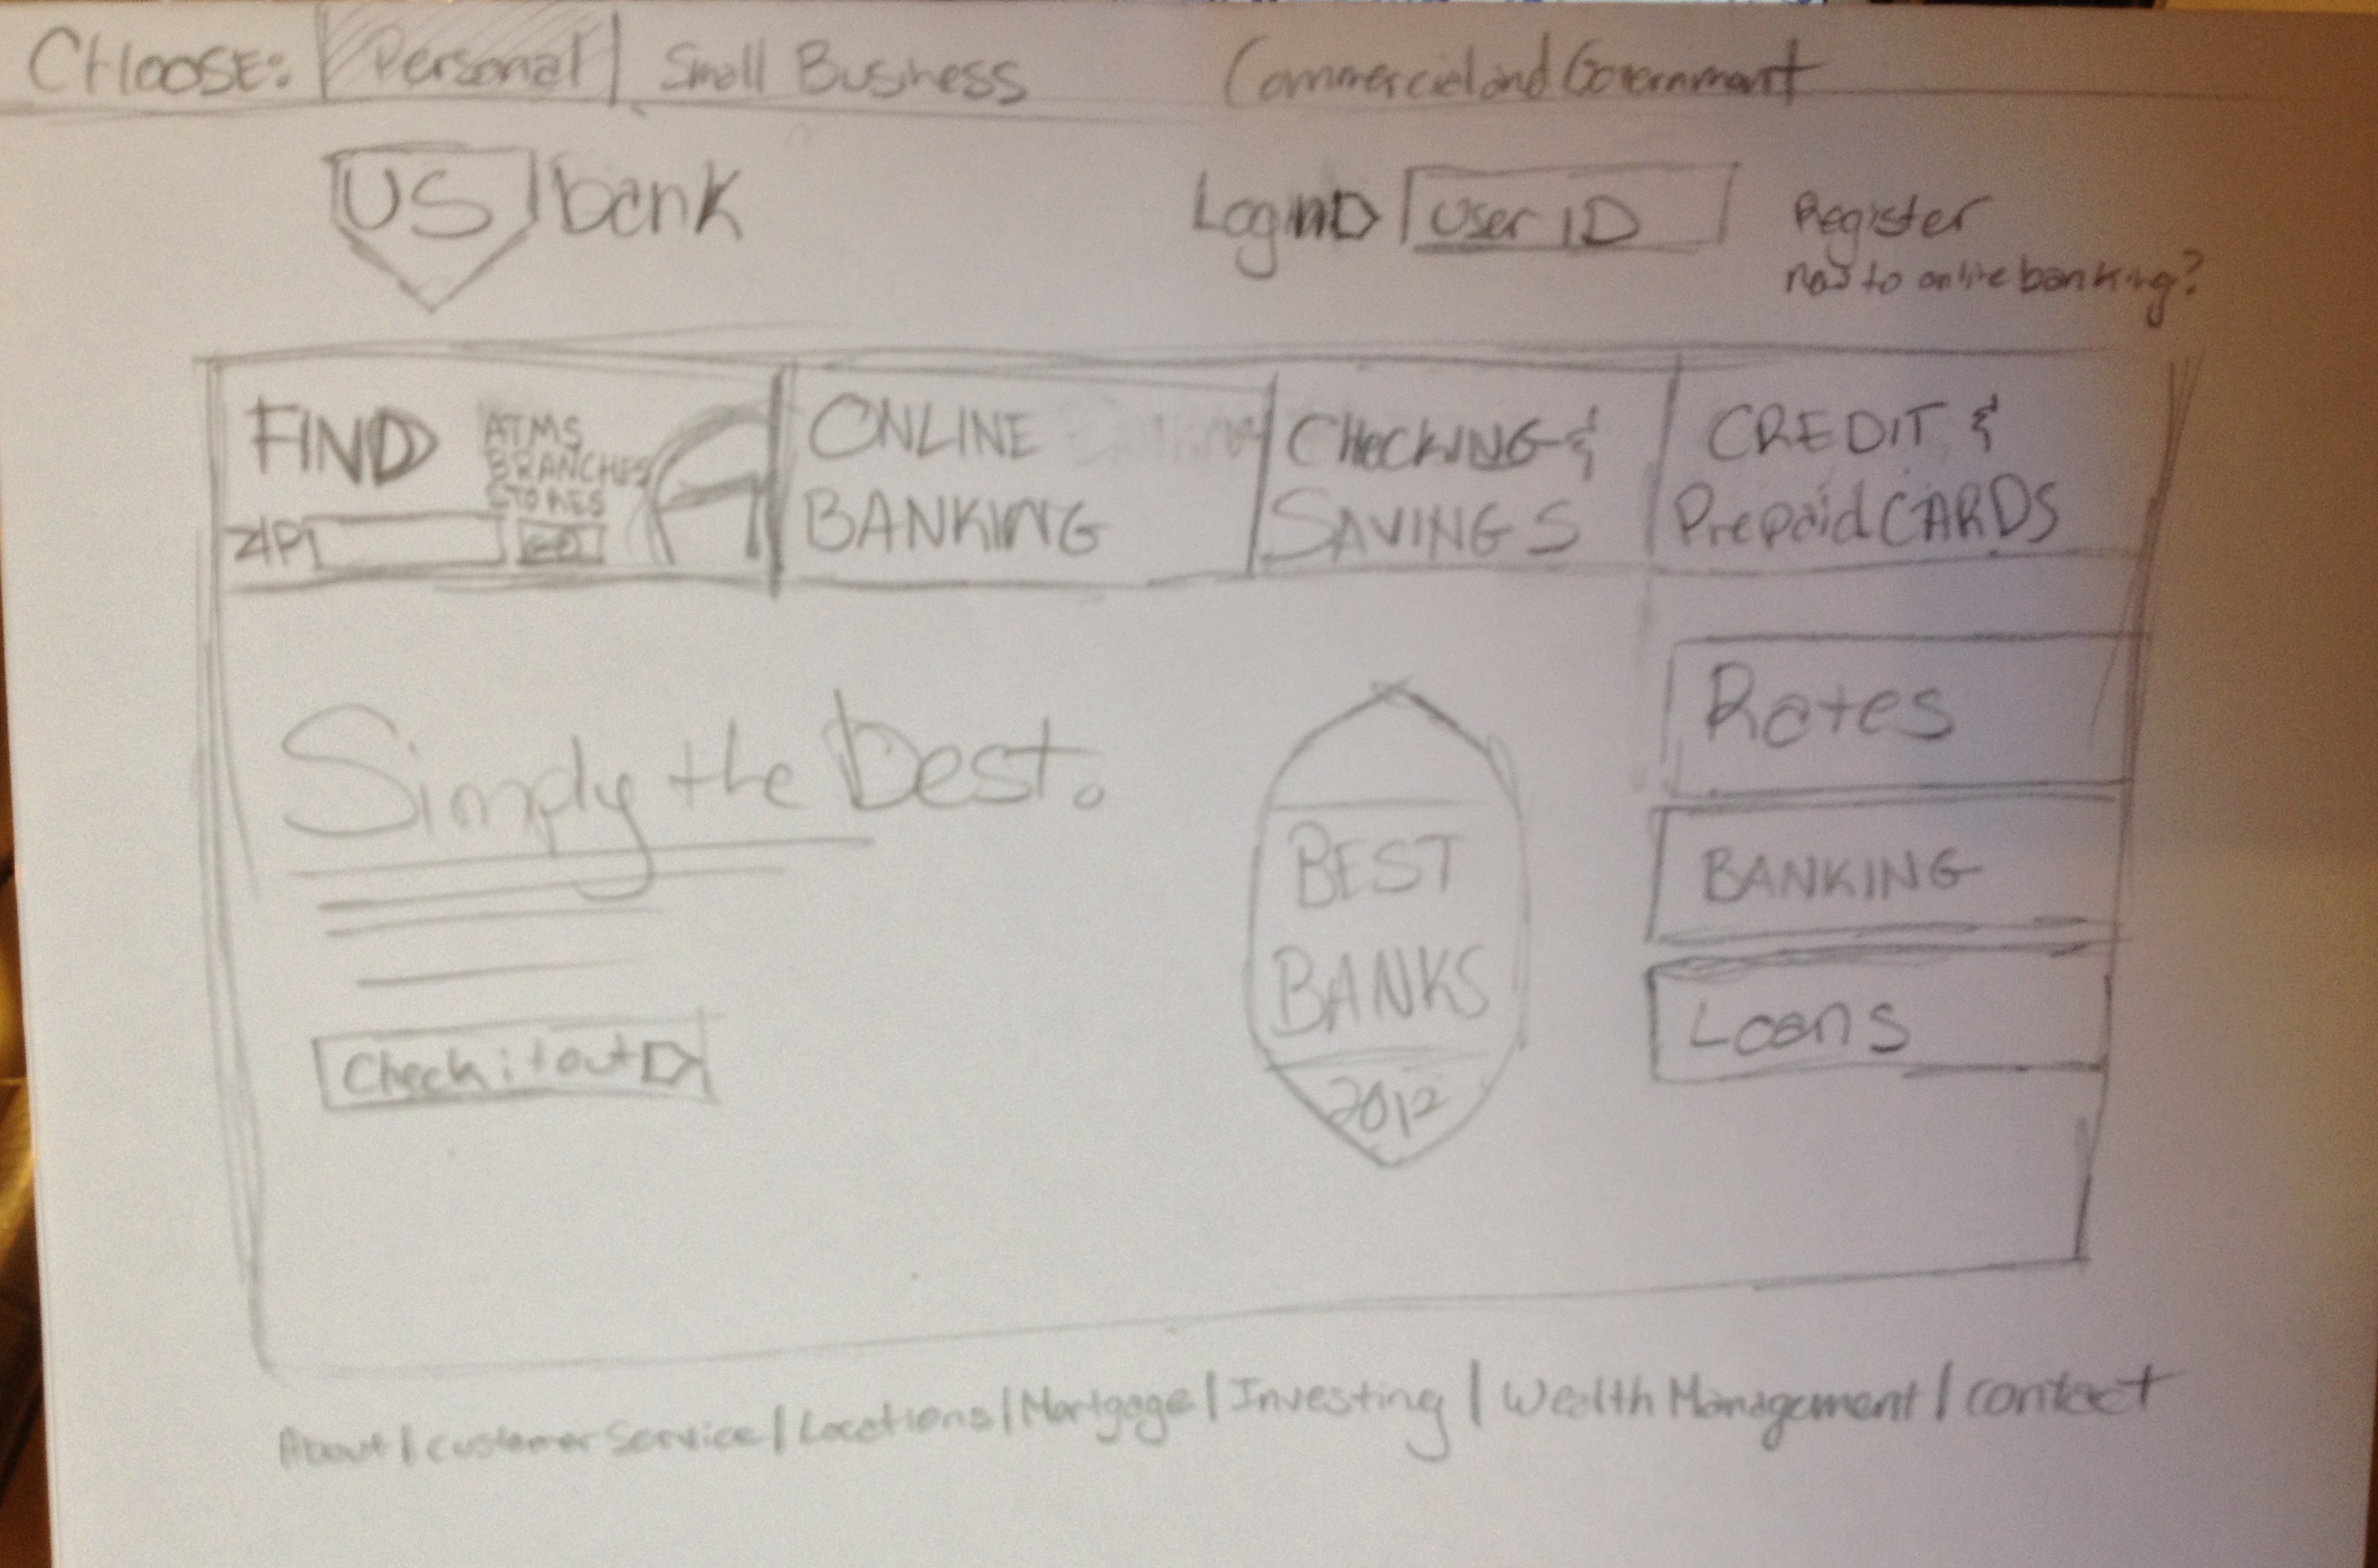 CHOOSE: Personal Small Business Commercial and Government
US bank
Login User ID
Register
new to online banking?
FIND
ATMS
BRANCHES
STORES
ZIP GO
ONLINE
BANKING
CHECKING &
SAVINGS
CREDIT &
Prepaid CARDS
Simply the best.
Check it out
BEST
BANKS
2012
Rates
BANKING
Loans
About | customer Service | Locations | Mortgage | Investing | Wealth Management | contact